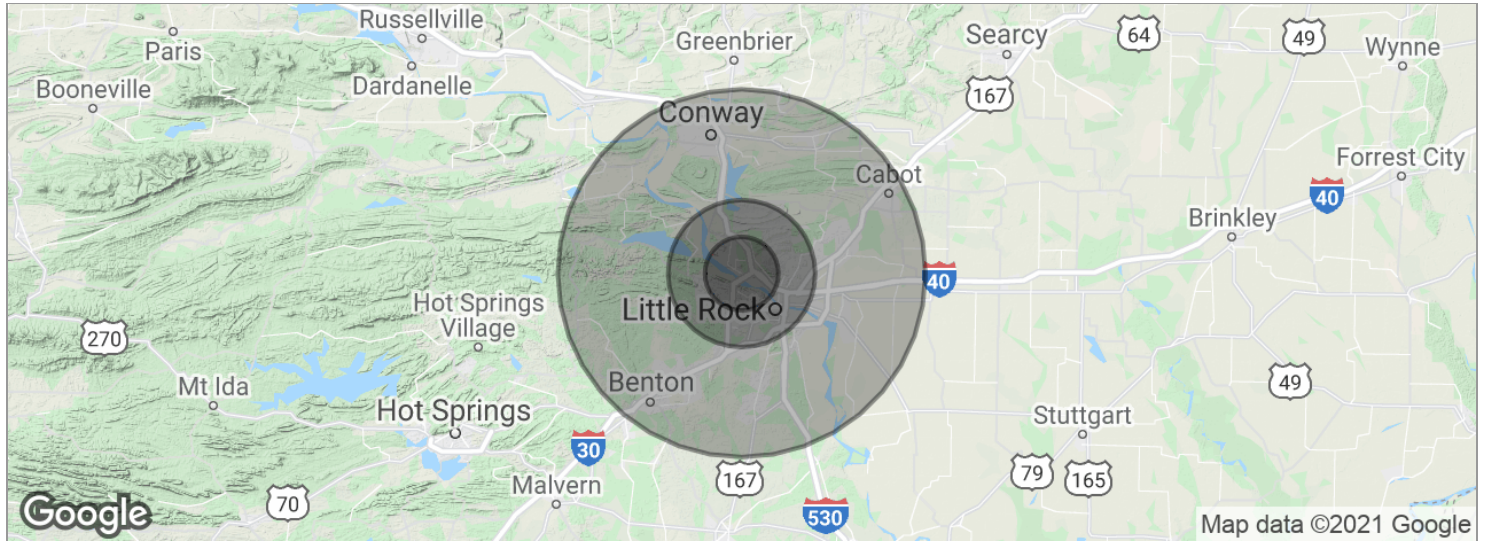 Russellville
Paris
Dardanelle
Booneville
Greenbrier
Searcy
64
49
Wynne
167
Conway
Cabot
Forrest City
40
Brinkley
40
Hot Springs
Village
Little Rock
270
Mt Ida
Benton
Hot Springs
49
Stuttgart
30
Malvern
167
79
165
70
530
Google
Map data ©2021 Google